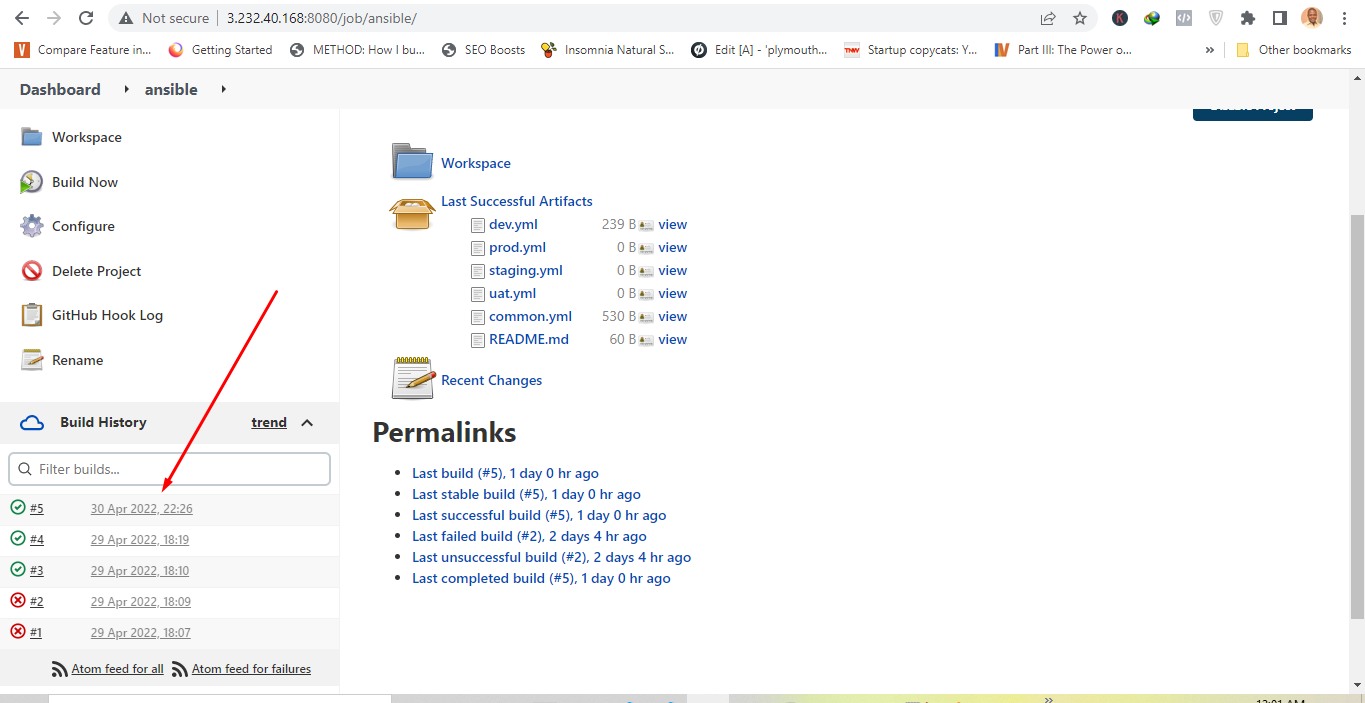 Not secure | 3.232.40.168:8080/job/ansible/
Compare Feature in... Getting Started METHOD: How I bu... SEO Boosts Insomnia Natural S... Edit [A] - 'plymouth... Startup copycats: Y... Part III: The Power o... » Other bookmarks
Dashboard ansible
Workspace
Build Now
Configure
Delete Project
GitHub Hook Log
Rename
Build History trend
Filter builds...
#5 30 Apr 2022, 22:26
#4 29 Apr 2022, 18:19
#3 29 Apr 2022, 18:10
#2 29 Apr 2022, 18:09
#1 29 Apr 2022, 18:07
Atom feed for all Atom feed for failures
Workspace
Last Successful Artifacts
dev.yml 239 B view
prod.yml 0 B view
staging.yml 0 B view
uat.yml 0 B view
common.yml 530 B view
README.md 60 B view
Recent Changes
Permalinks
Last build (#5), 1 day 0 hr ago
Last stable build (#5), 1 day 0 hr ago
Last successful build (#5), 1 day 0 hr ago
Last failed build (#2), 2 days 4 hr ago
Last unsuccessful build (#2), 2 days 4 hr ago
Last completed build (#5), 1 day 0 hr ago